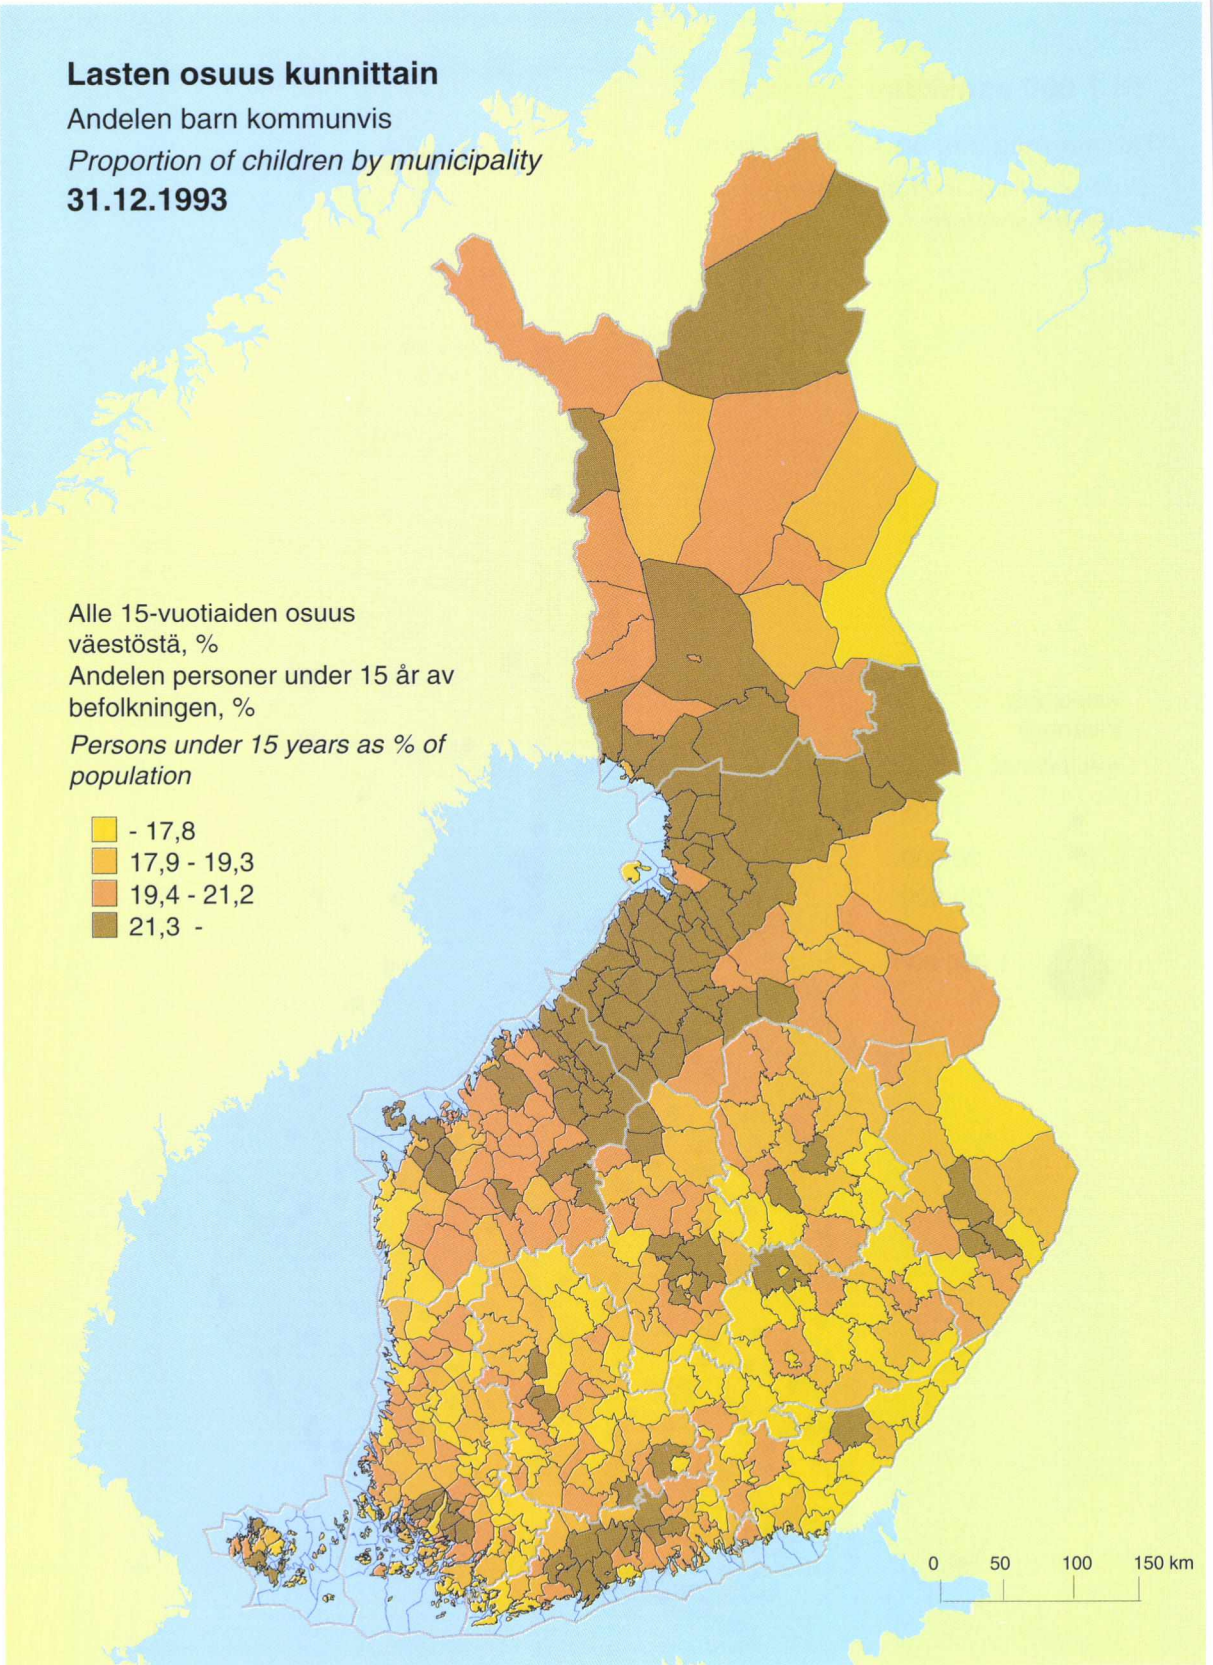 Lasten osuus kunnittain
Andelen barn kommunvis
Proportion of children by municipality
31.12.1993
Alle 15-vuotiaiden osuus
väestöstä, %
Andelen personer under 15 år av
befolkningen, %
Persons under 15 years as % of
population
- 17,8
17,9 - 19,3
19,4 - 21,2
21,3 -
0 50 100 150 km